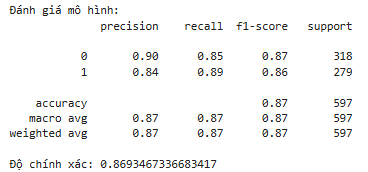 Đánh giá mô hình:
precision recall f1-score support
0 0.90 0.85 0.87 318
1 0.84 0.89 0.86 279
accuracy 0.87 597
macro avg 0.87 0.87 0.87 597
weighted avg 0.87 0.87 0.87 597
Độ chính xác: 0.8693467336683417